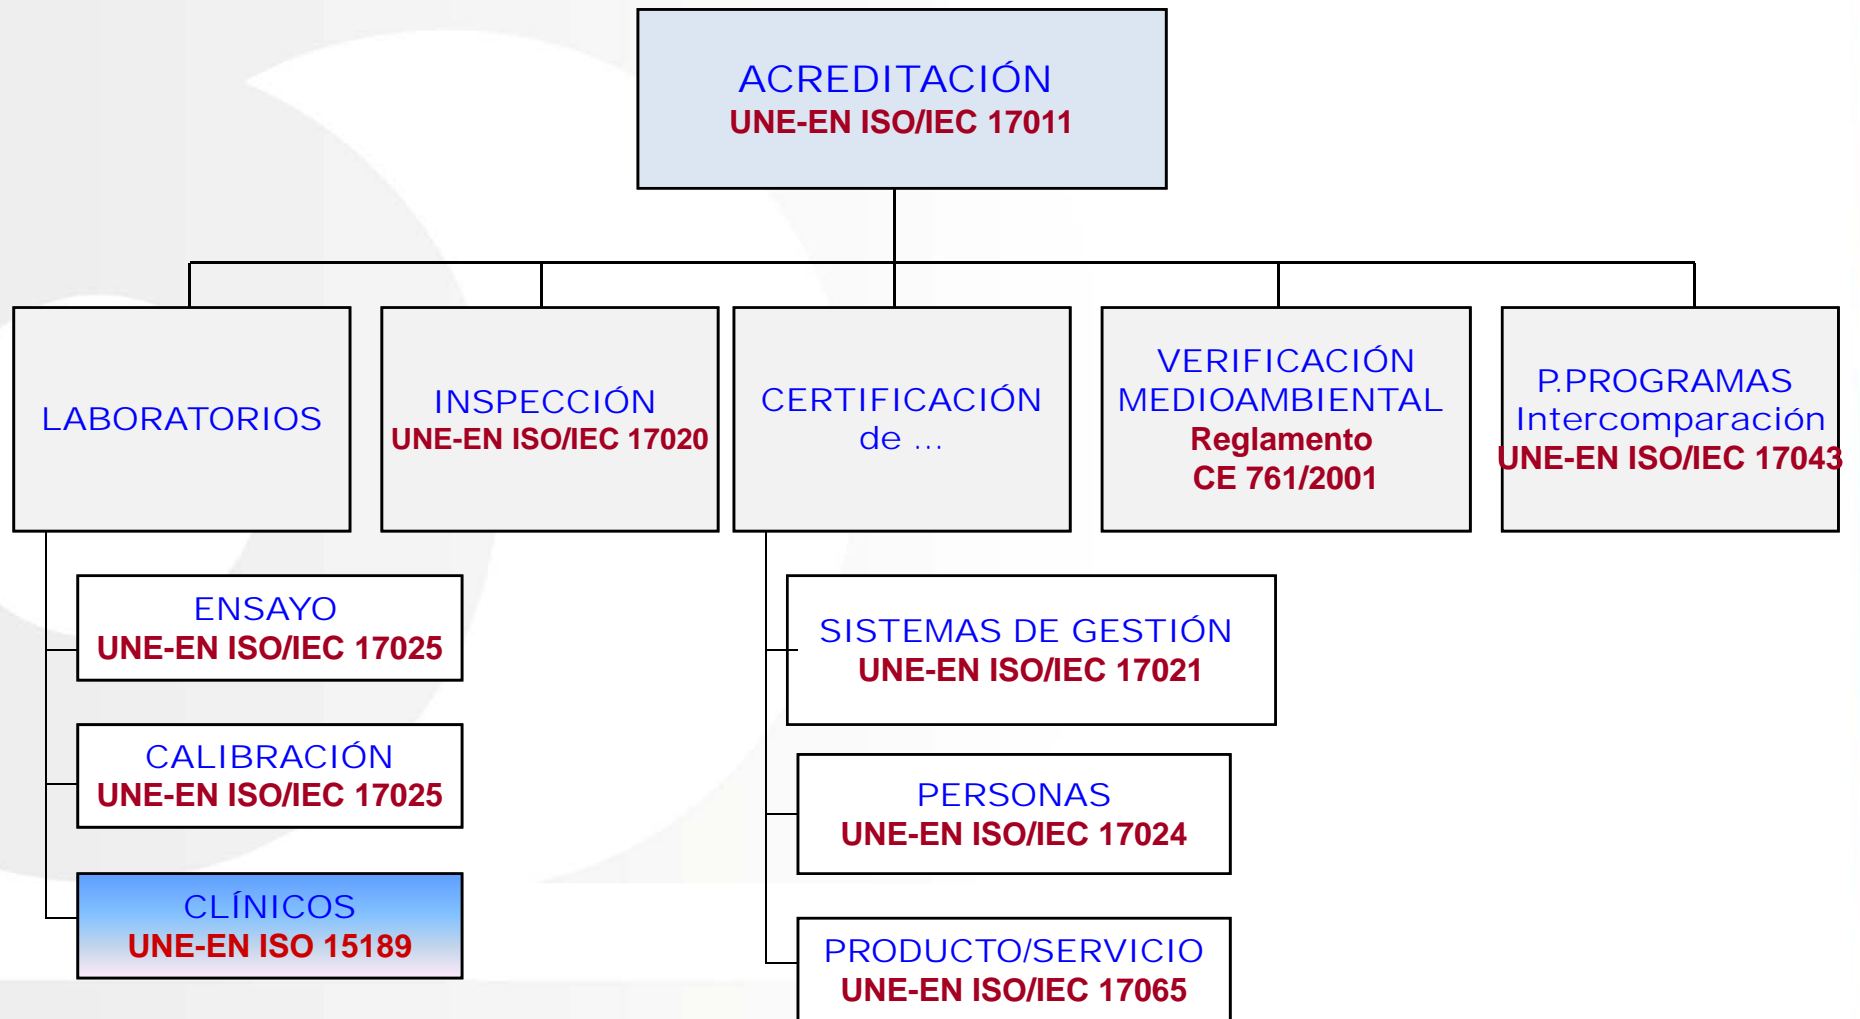 ACREDITACIÓN
UNE-EN ISO/IEC 17011
LABORATORIOS
INSPECCIÓN
UNE-EN ISO/IEC 17020
CERTIFICACIÓN
de ...
VERIFICACIÓN
MEDIOAMBIENTAL
Reglamento
CE 761/2001
P.PROGRAMAS
Intercomparación
UNE-EN ISO/IEC 17043
ENSAYO
UNE-EN ISO/IEC 17025
CALIBRACIÓN
UNE-EN ISO/IEC 17025
CLÍNICOS
UNE-EN ISO 15189
SISTEMAS DE GESTIÓN
UNE-EN ISO/IEC 17021
PERSONAS
UNE-EN ISO/IEC 17024
PRODUCTO/SERVICIO
UNE-EN ISO/IEC 17065